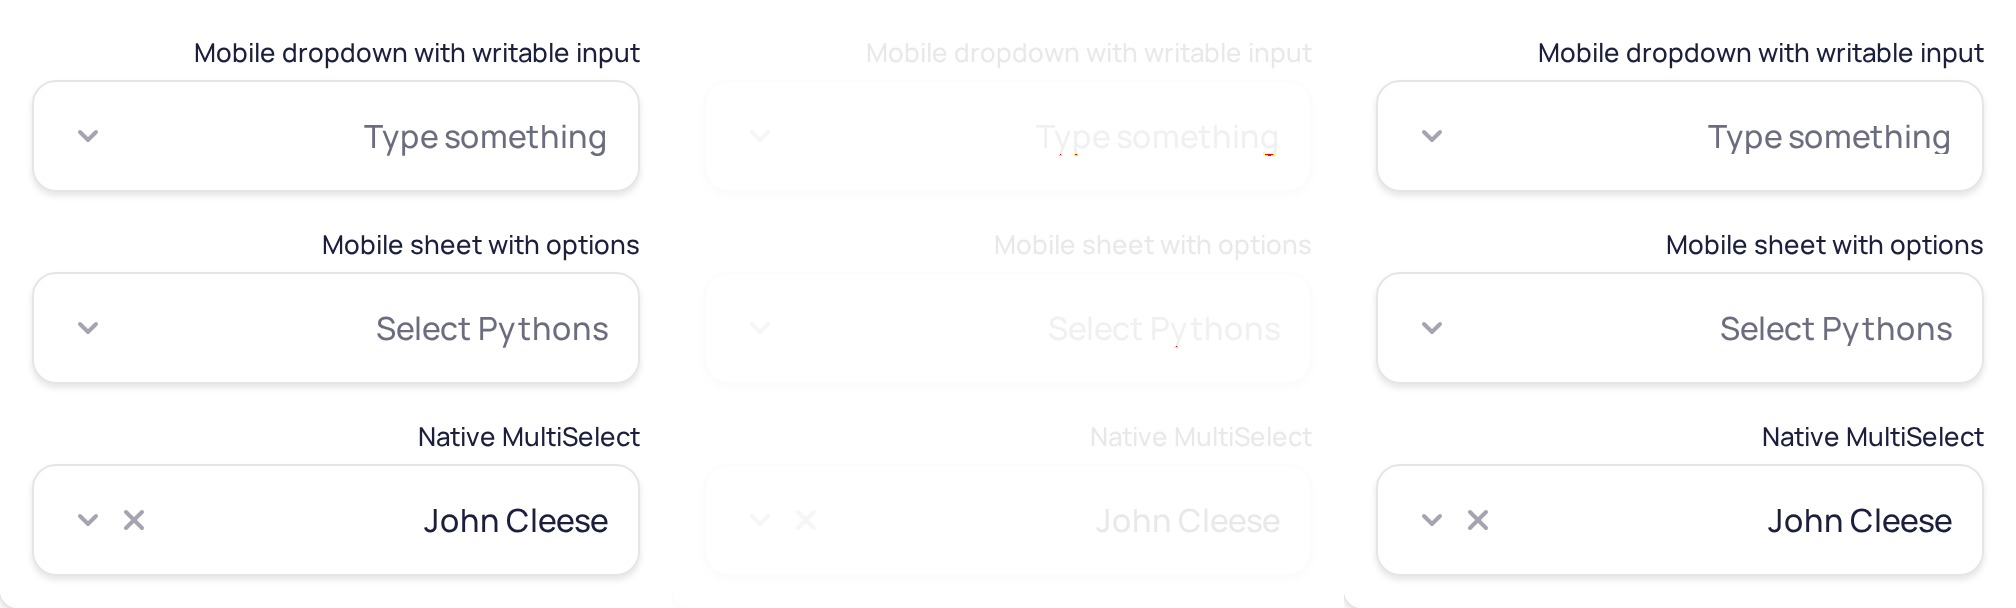 Mobile dropdown with writable input
Type something
Mobile sheet with options
Select Pythons
Native MultiSelect
John Cleese
Mobile dropdown with writable input
Type something
Mobile sheet with options
Select Pythons
Native MultiSelect
John Cleese
Mobile dropdown with writable input
Type something
Mobile sheet with options
Select Pythons
Native MultiSelect
John Cleese